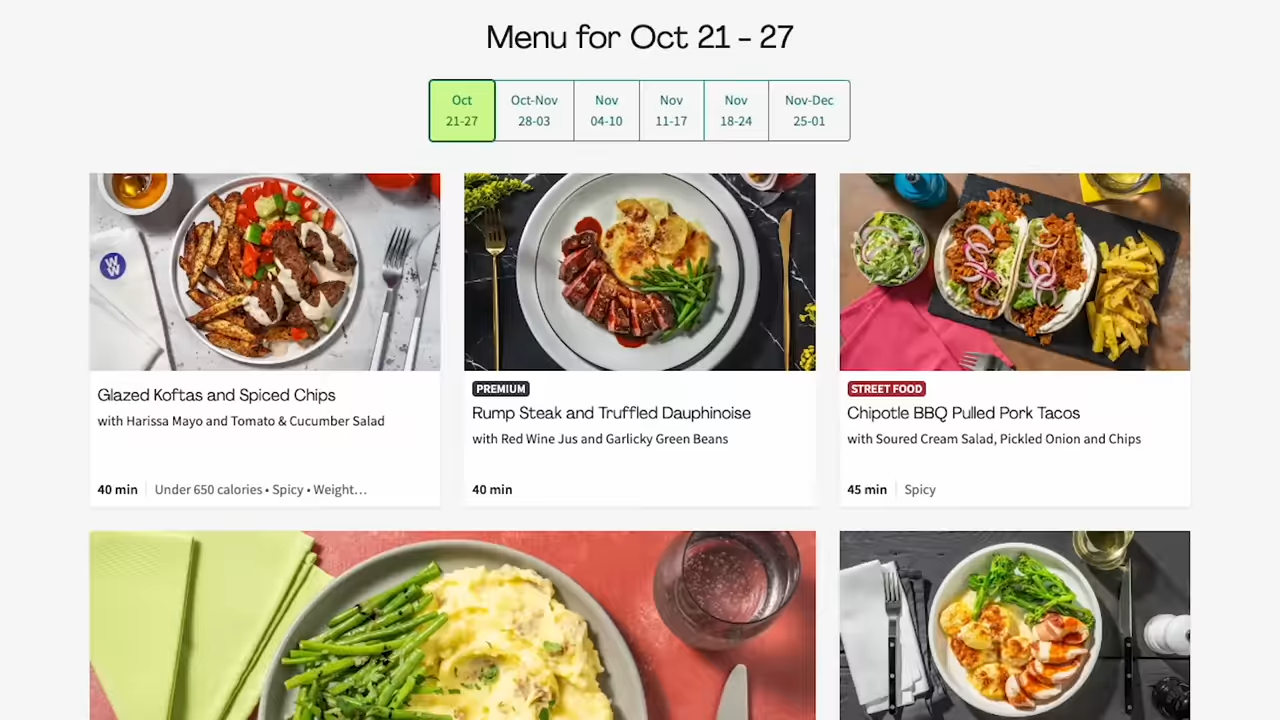 Menu for Oct 21 - 27
Oct
21-27
Oct-Nov
28-03
Nov
04-10
Nov
11-17
Nov
18-24
Nov-Dec
25-01
W
W
Glazed Koftas and Spiced Chips
with Harissa Mayo and Tomato & Cucumber Salad
40 min
Under 650 calories • Spicy • Weight...
PREMIUM
Rump Steak and Truffled Dauphinoise
with Red Wine Jus and Garlicky Green Beans
40 min
STREET FOOD
Chipotle BBQ Pulled Pork Tacos
with Soured Cream Salad, Pickled Onion and Chips
45 min
Spicy